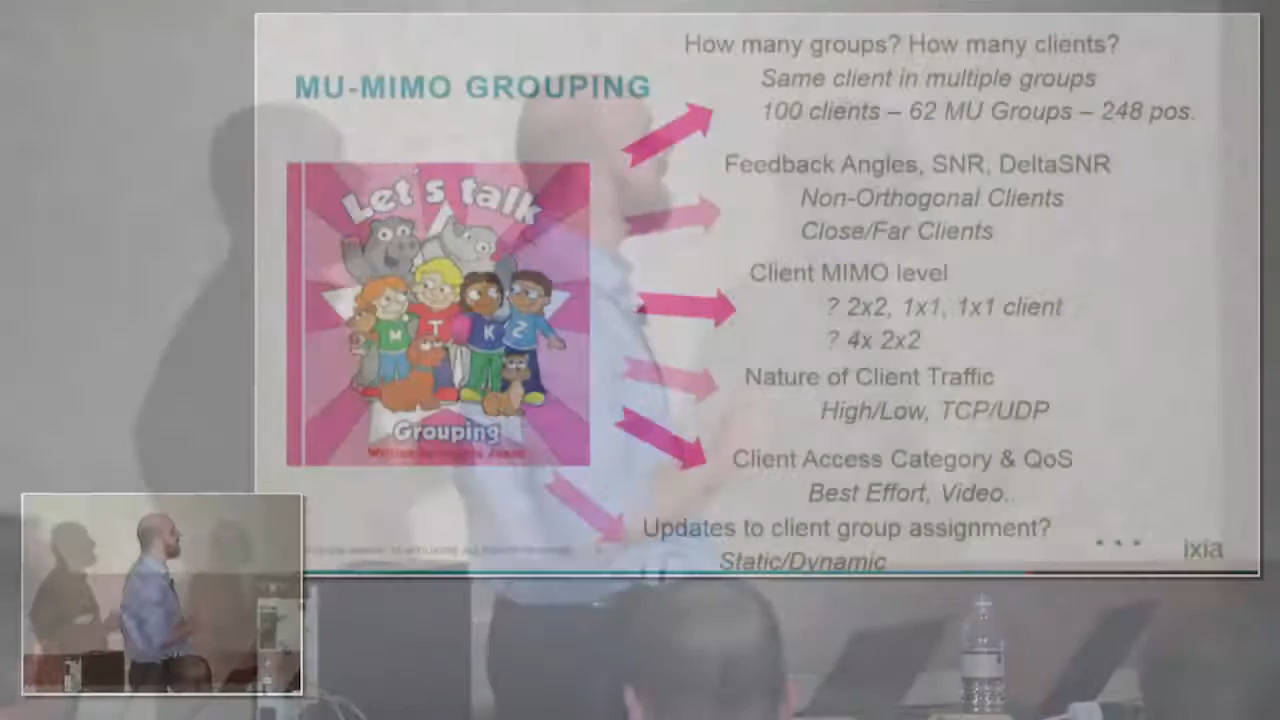 MU-MIMO GROUPING
Let's talk
M T K Z
Grouping
How many groups? How many clients?
Same client in multiple groups
100 clients – 62 MU Groups – 248 pos.
Feedback Angles, SNR, DeltaSNR
Non-Orthogonal Clients
Close/Far Clients
Client MIMO level
? 2x2, 1x1, 1x1 client
? 4x 2x2
Nature of Client Traffic
High/Low, TCP/UDP
Client Access Category & QoS
Best Effort, Video..
Updates to client group assignment?
Static/Dynamic
ixia